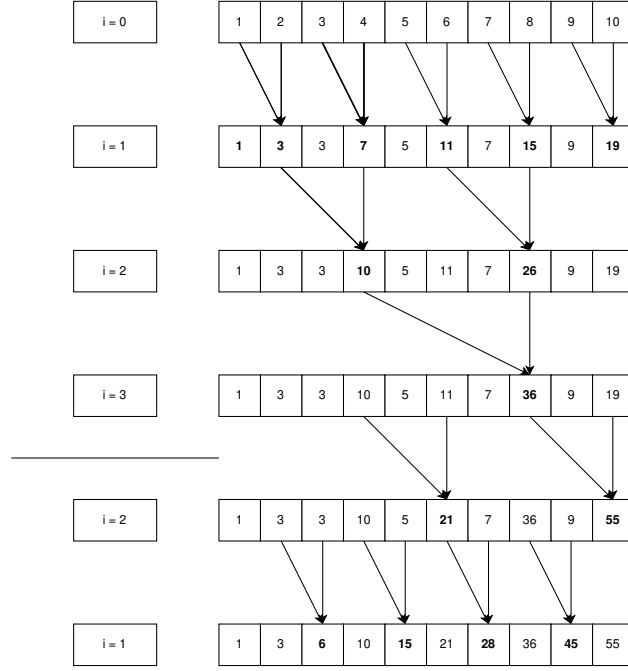 i = 0 1 2 3 4 5 6 7 8 9 10
i = 1 1 3 3 7 5 11 7 15 9 19
i = 2 1 3 3 10 5 11 7 26 9 19
i = 3 1 3 3 10 5 11 7 36 9 19
i = 2 1 3 3 10 5 21 7 36 9 55
i = 1 1 3 6 10 15 21 28 36 45 55